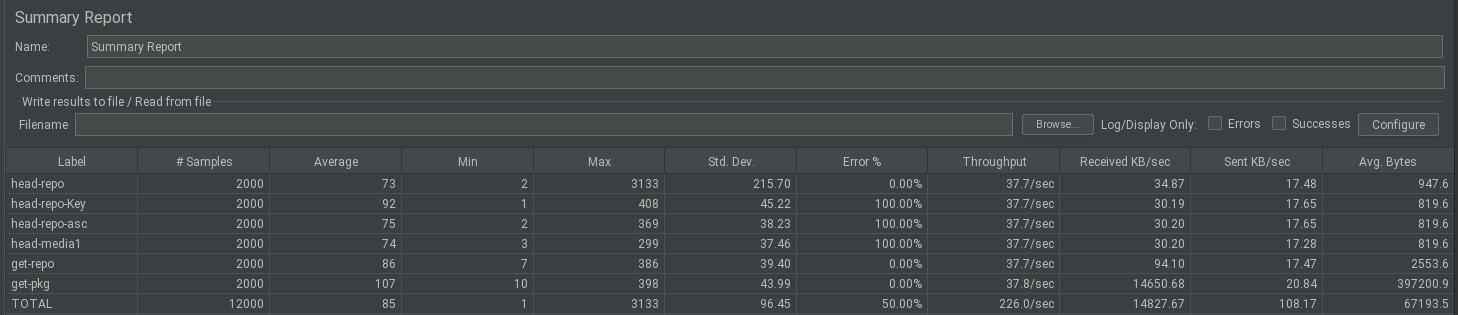 Summary Report
Name: Summary Report
Comments:
Write results to file / Read from file
Filename Browse... Log/Display Only: Errors Successes Configure
Label # Samples Average Min Max Std. Dev. Error % Throughput Received KB/sec Sent KB/sec Avg. Bytes
head-repo 2000 73 2 3133 215.70 0.00% 37.7/sec 34.87 17.48 947.6
head-repo-Key 2000 92 1 408 45.22 100.00% 37.7/sec 30.19 17.65 819.6
head-repo-asc 2000 75 2 369 38.23 100.00% 37.7/sec 30.20 17.65 819.6
head-media1 2000 74 3 299 37.46 100.00% 37.7/sec 30.20 17.28 819.6
get-repo 2000 86 7 386 39.40 0.00% 37.7/sec 94.10 17.47 2553.6
get-pkg 2000 107 10 398 43.99 0.00% 37.8/sec 14650.68 20.84 397200.9
TOTAL 12000 85 1 3133 96.45 50.00% 226.0/sec 14827.67 108.17 67193.5